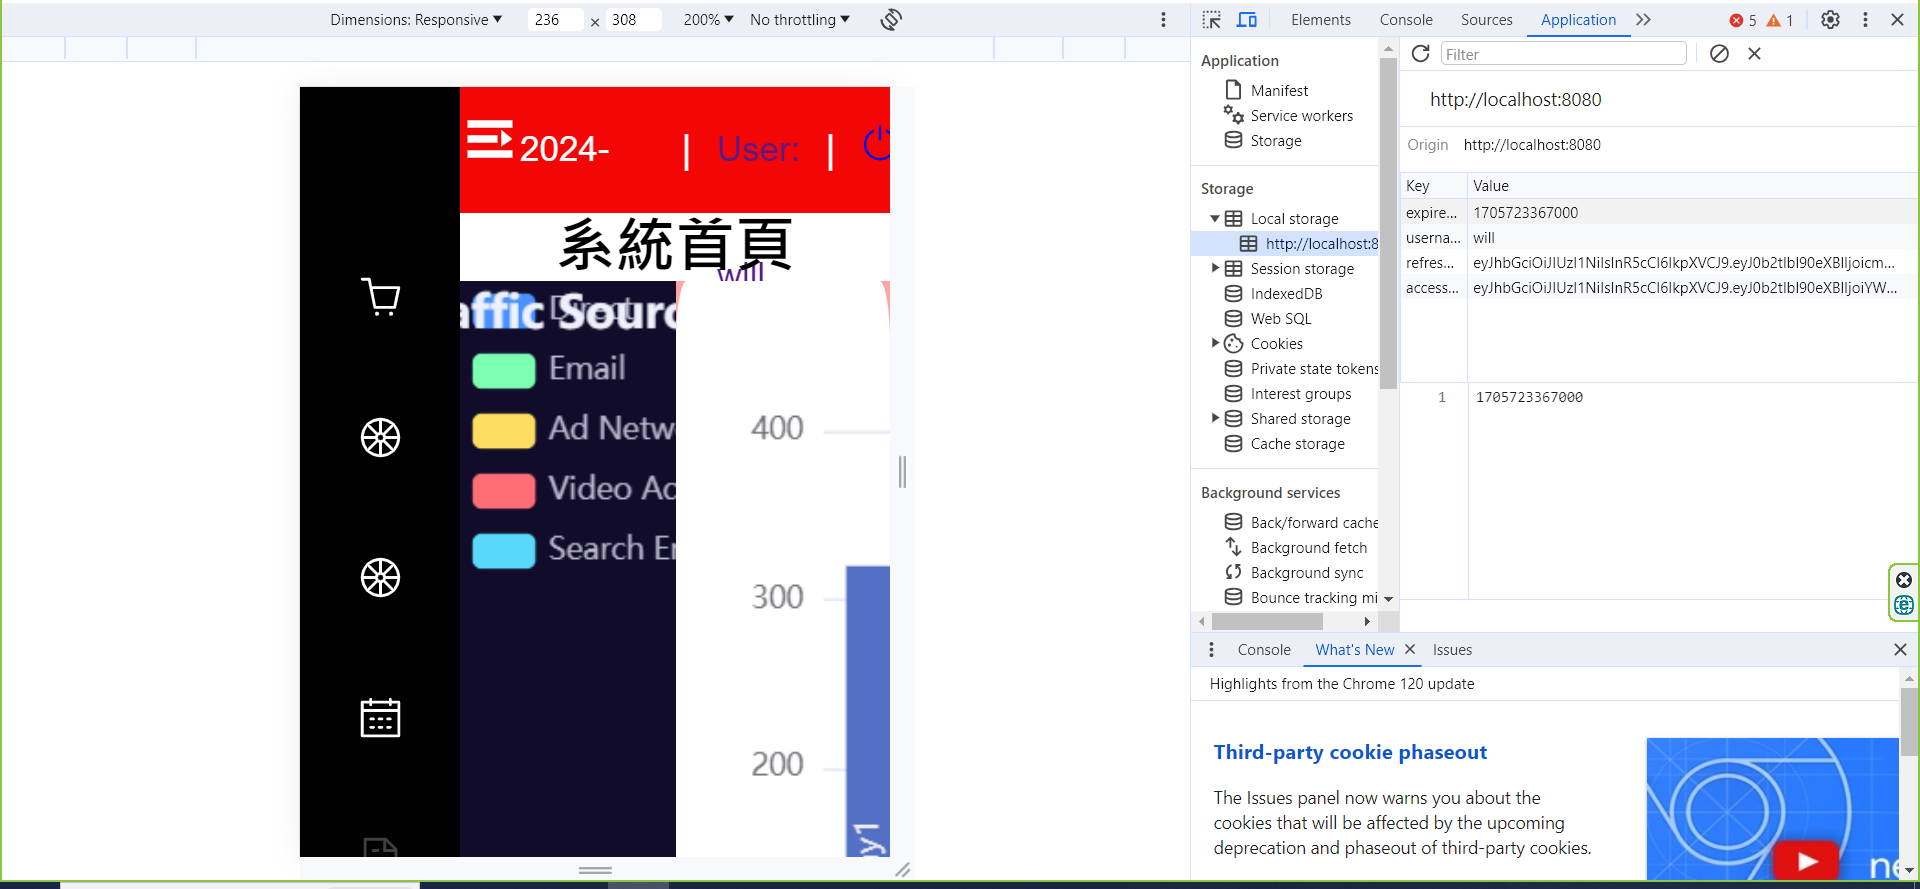 Dimensions: Responsive 236 × 308 200% No throttling
Elements Console Sources Application 5 1
2024- | User: |
will
系統首頁
affic Sourc
Direct
Email
Ad Netw
Video Ad
Search En
400
300
200
oy1
Application
Manifest
Service workers
Storage
Storage
Local storage
http://localhost:8
Session storage
IndexedDB
Web SQL
Cookies
Private state tokens
Interest groups
Shared storage
Cache storage
Background services
Back/forward cache
Background fetch
Background sync
Bounce tracking mi
Filter
http://localhost:8080
Origin http://localhost:8080
Key Value
expire... 1705723367000
userna... will
refres... eyJhbGciOiJIUzI1NiIsInR5cCI6IkpXVCJ9.eyJ0b2tlbl90eXBlIjoicm...
access... eyJhbGciOiJIUzI1NiIsInR5cCI6IkpXVCJ9.eyJ0b2tlbl90eXBlIjoiYW...
1 1705723367000
Console What's New Issues
Highlights from the Chrome 120 update
Third-party cookie phaseout
The Issues panel now warns you about the
cookies that will be affected by the upcoming
deprecation and phaseout of third-party cookies.
ne